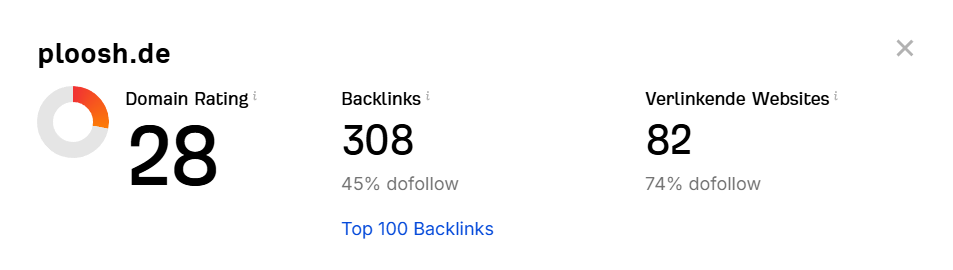 ploosh.de
Domain Rating i
28
Backlinks i
308
45% dofollow
Top 100 Backlinks
Verlinkende Websites i
82
74% dofollow